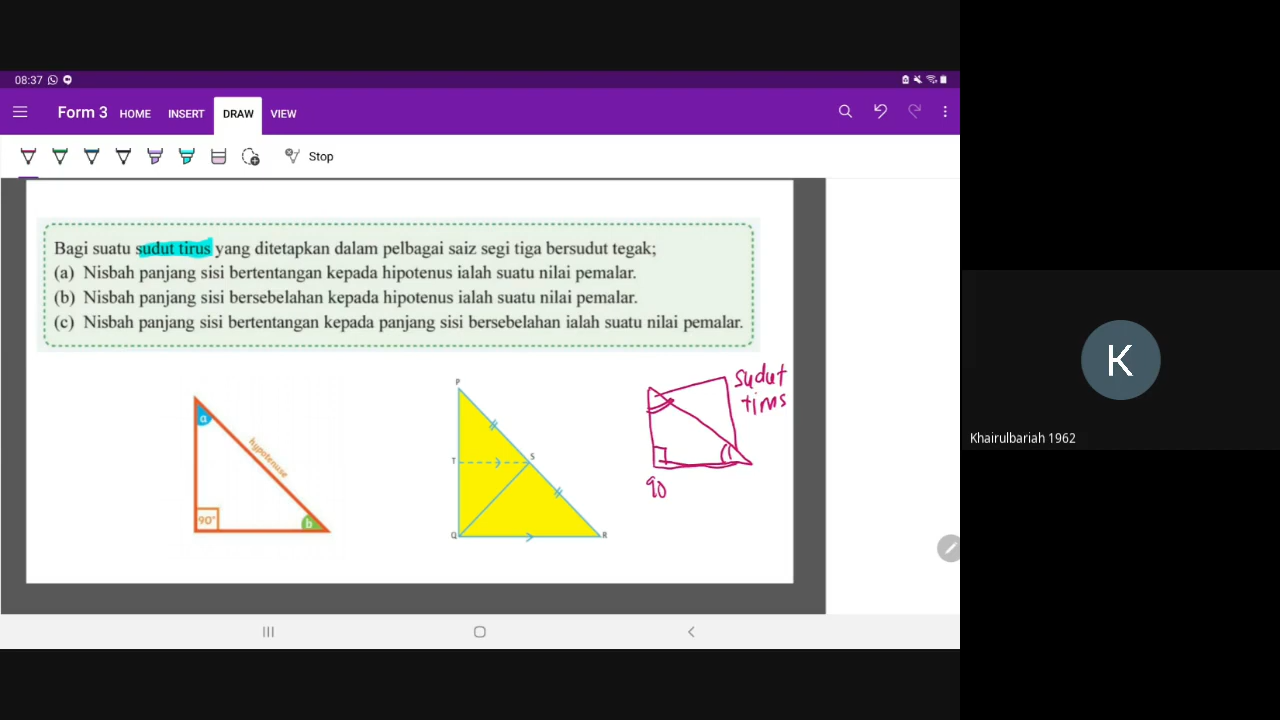 08:37
Form 3 HOME INSERT DRAW VIEW
Stop
Bagi suatu sudut tirus yang ditetapkan dalam pelbagai saiz segi tiga bersudut tegak;
(a) Nisbah panjang sisi bertentangan kepada hipotenus ialah suatu nilai pemalar.
(b) Nisbah panjang sisi bersebelahan kepada hipotenus ialah suatu nilai pemalar.
(c) Nisbah panjang sisi bertentangan kepada panjang sisi bersebelahan ialah suatu nilai pemalar.
a
hypotenuse
90°
b
P
T
S
Q
R
sudut
tirus
90
K
Khairulbariah 1962